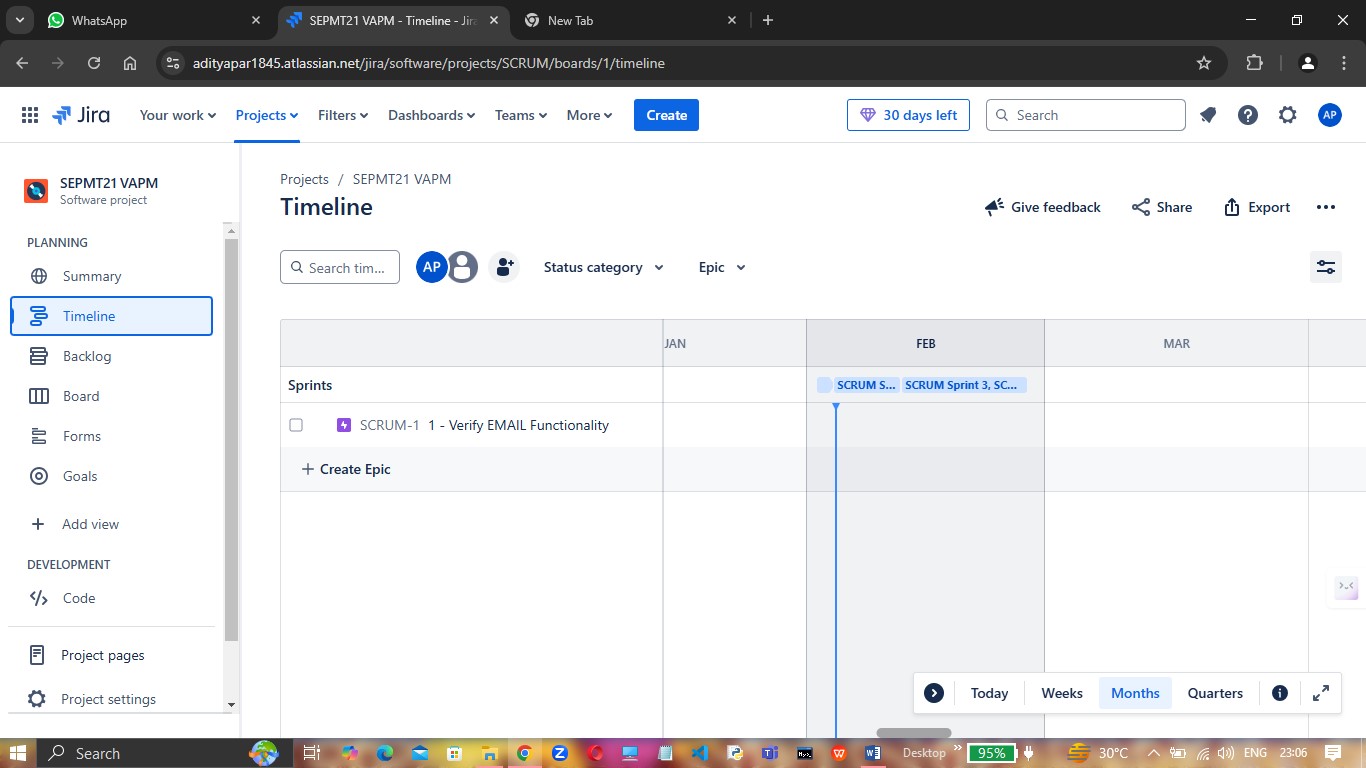 WhatsApp
SEPMT21 VAPM - Timeline - Jira
New Tab
adityapar1845.atlassian.net/jira/software/projects/SCRUM/boards/1/timeline
Jira
Your work
Projects
Filters
Dashboards
Teams
More
Create
30 days left
Search
AP
SEPMT21 VAPM
Software project
PLANNING
Summary
Timeline
Backlog
Board
Forms
Goals
Add view
DEVELOPMENT
Code
Project pages
Project settings
Projects / SEPMT21 VAPM
Timeline
Give feedback
Share
Export
Search tim...
AP
Status category
Epic
JAN
FEB
MAR
Sprints
SCRUM S...
SCRUM Sprint 3, SC...
SCRUM-1 1 - Verify EMAIL Functionality
+ Create Epic
Today
Weeks
Months
Quarters
Search
Desktop
95%
30°C
ENG
23:06